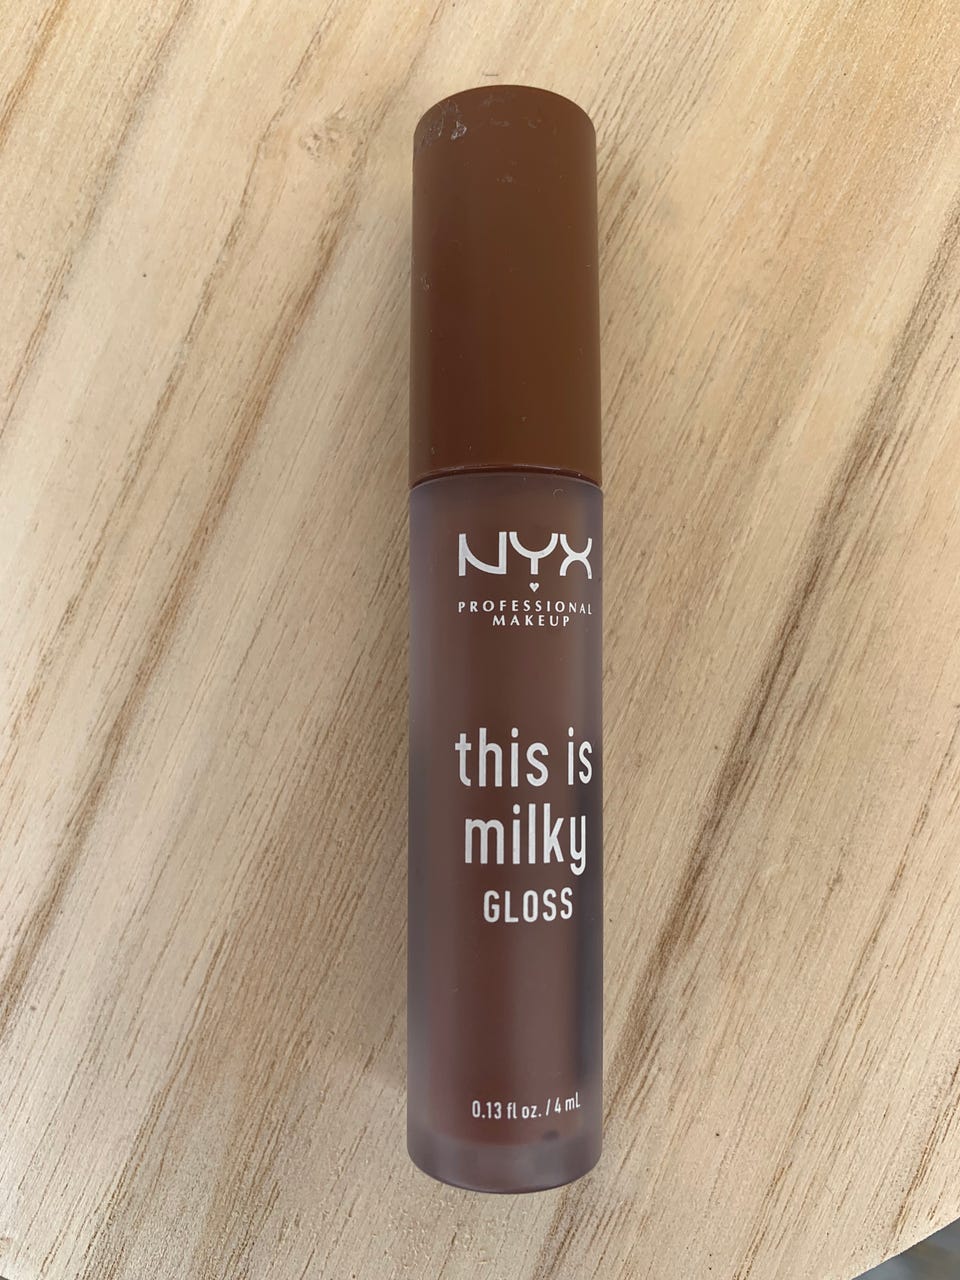 NYX
PROFESSIONAL
MAKEUP
this is
milky
GLOSS
0.13 fl oz. / 4 mL